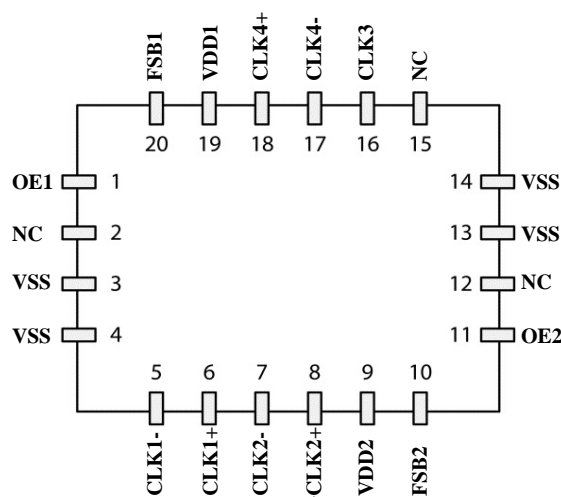 FSB1 VDD1 CLK4+ CLK4- CLK3 NC
20 19 18 17 16 15
OE1 1 14 VSS
NC 2 13 VSS
VSS 3 12 NC
VSS 4 11 OE2
5 6 7 8 9 10
CLK1- CLK1+ CLK2- CLK2+ VDD2 FSB2